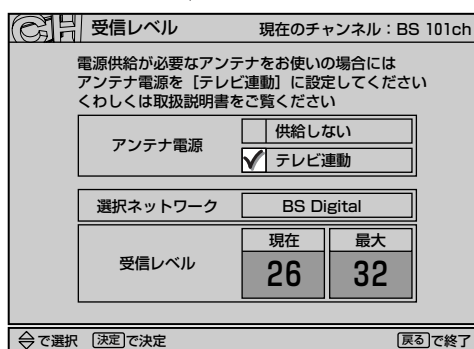 CH 受信レベル 現在のチャンネル：BS 101ch
電源供給が必要なアンテナをお使いの場合には
アンテナ電源を［テレビ連動］に設定してください
くわしくは取扱説明書をご覧ください
アンテナ電源
供給しない
テレビ連動
選択ネットワーク BS Digital
受信レベル
現在 最大
26 32
で選択 決定で決定 戻るで終了